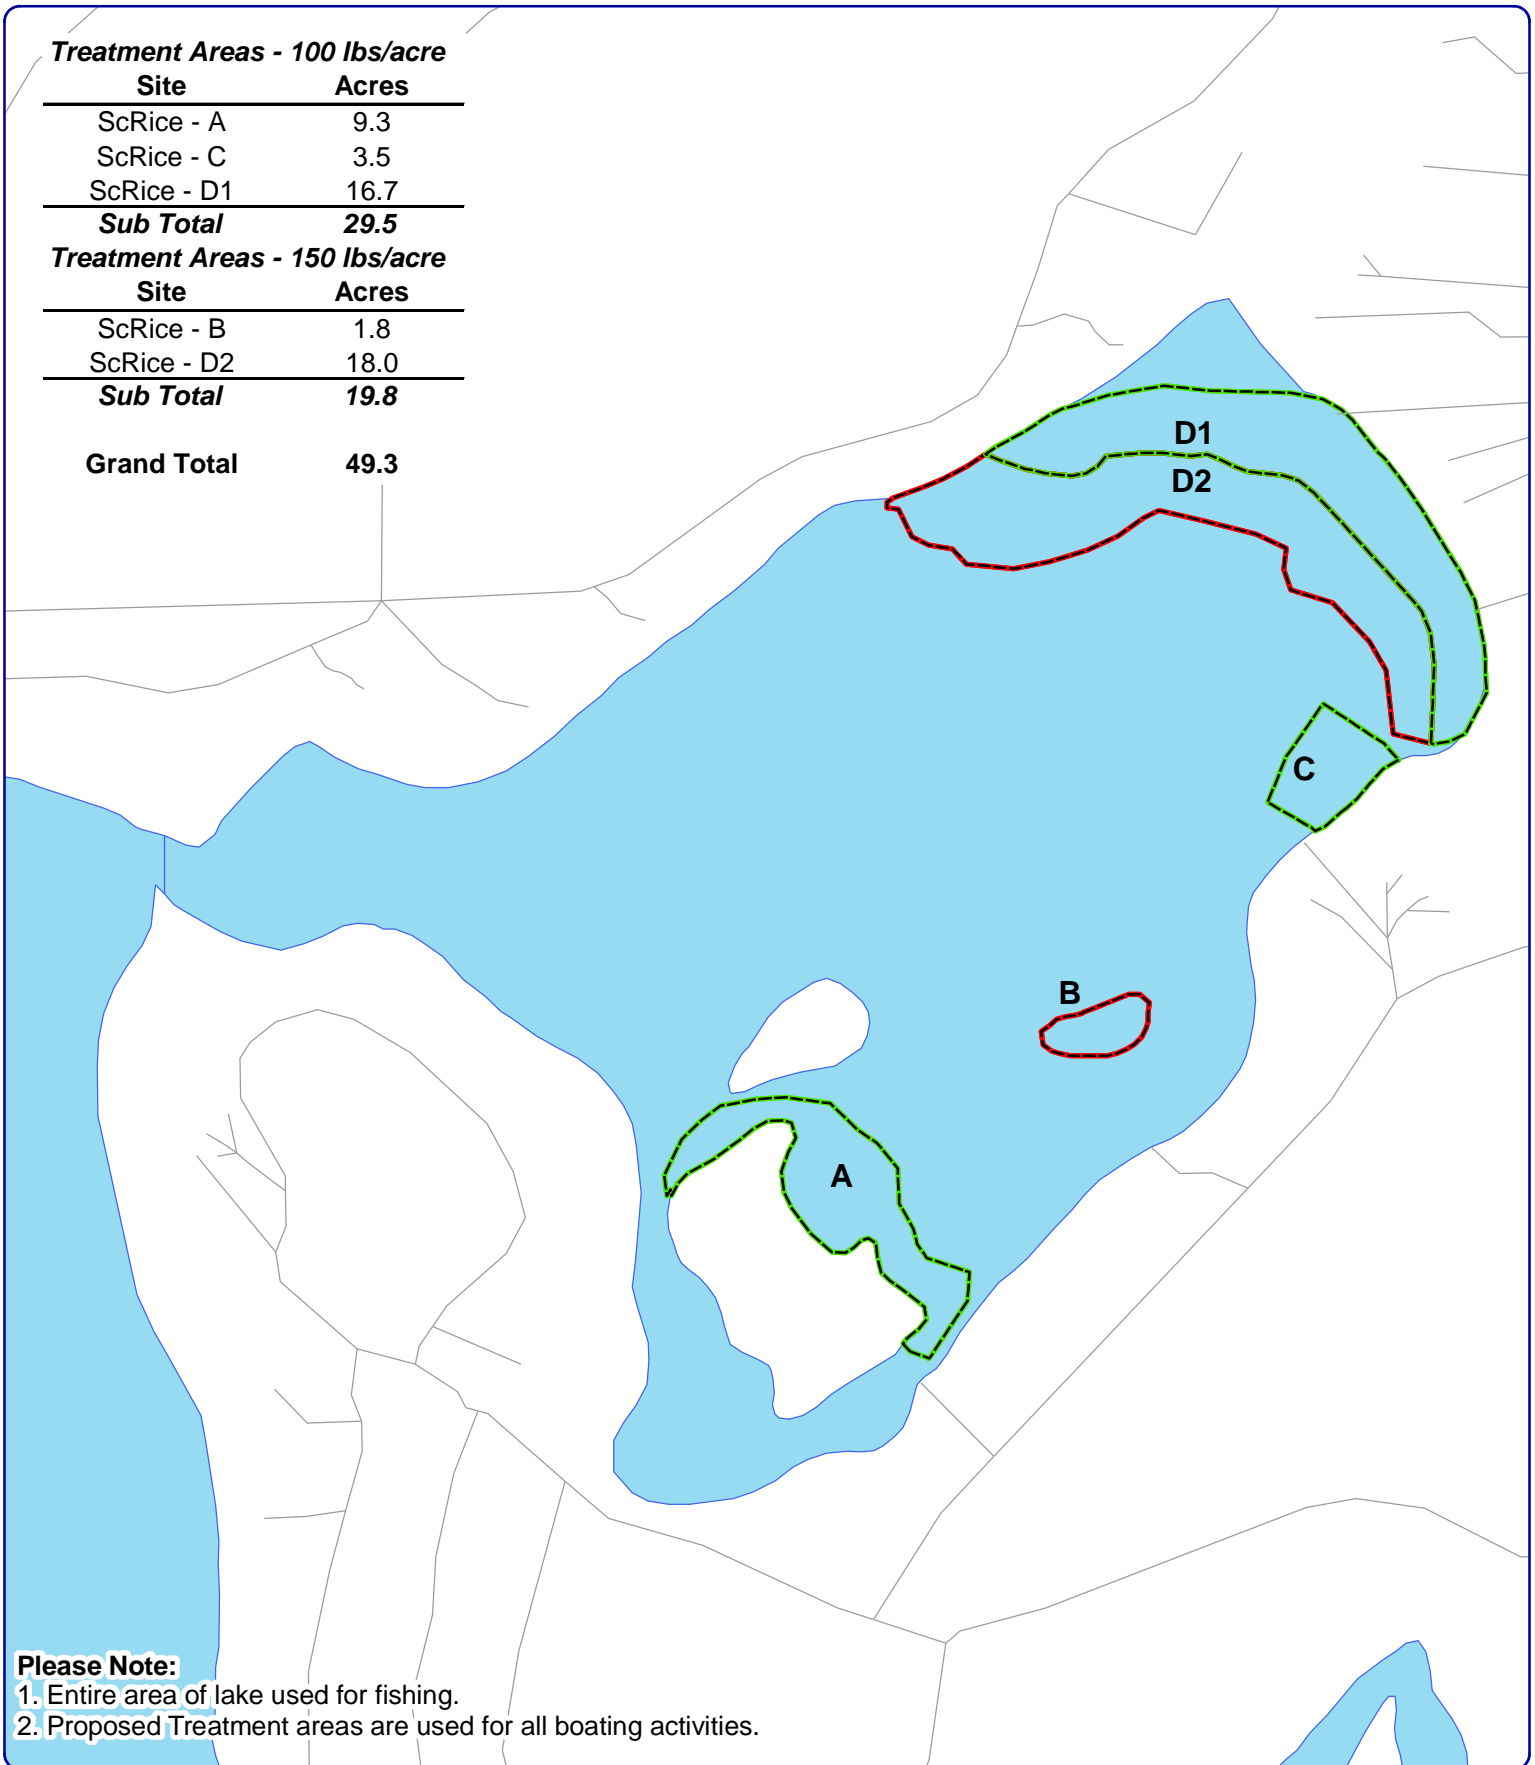 Treatment Areas - 100 lbs/acre
Site Acres
ScRice - A 9.3
ScRice - C 3.5
ScRice - D1 16.7
Sub Total 29.5
Treatment Areas - 150 lbs/acre
Site Acres
ScRice - B 1.8
ScRice - D2 18.0
Sub Total 19.8
Grand Total 49.3
D1
D2
C
B
A
Please Note:
1. Entire area of lake used for fishing.
2. Proposed Treatment areas are used for all boating activities.